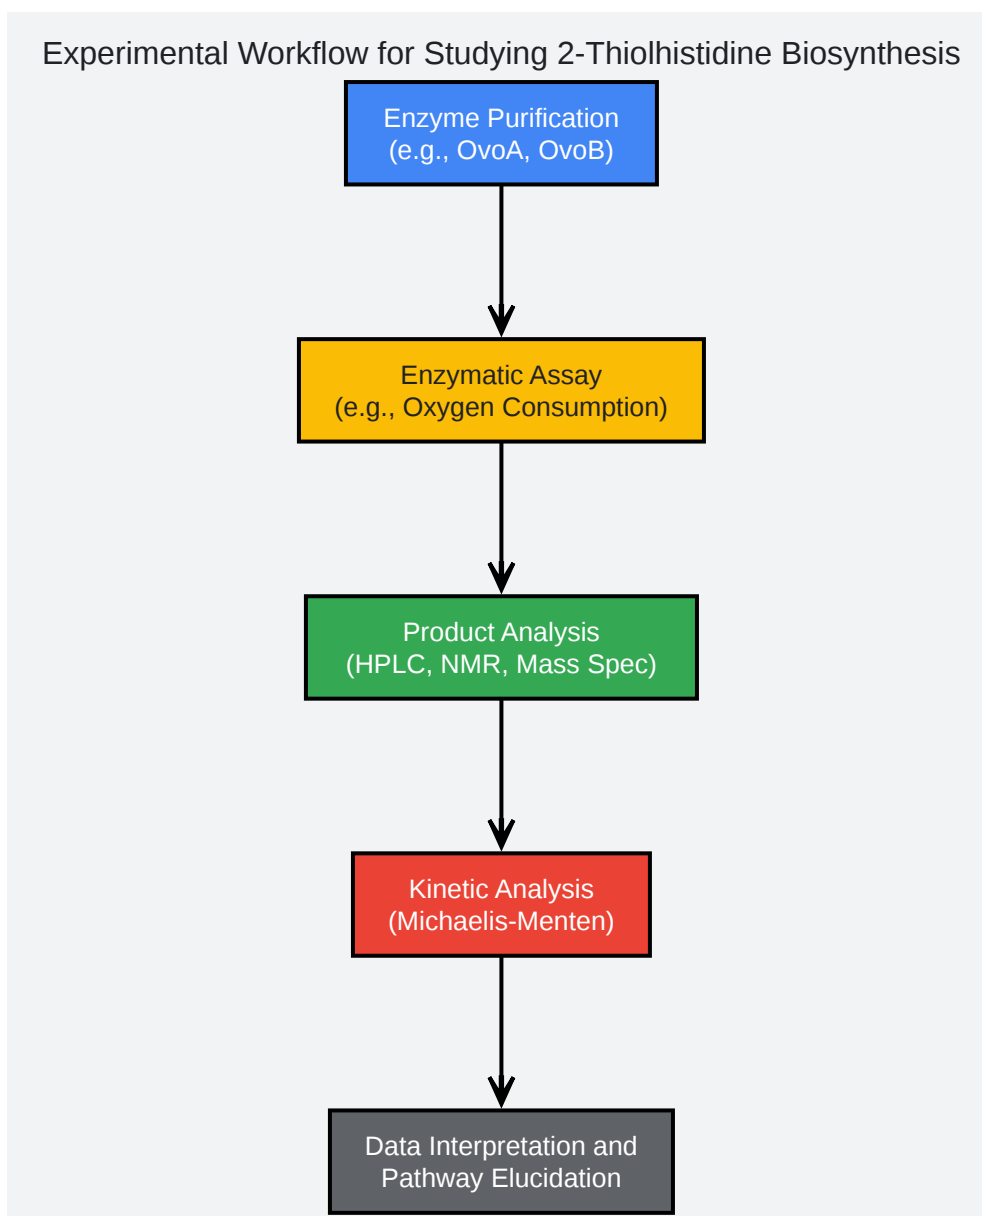 Experimental Workflow for Studying 2-Thiolhistidine Biosynthesis
Enzyme Purification
(e.g., OvoA, OvoB)
Enzymatic Assay
(e.g., Oxygen Consumption)
Product Analysis
(HPLC, NMR, Mass Spec)
Kinetic Analysis
(Michaelis-Menten)
Data Interpretation and
Pathway Elucidation